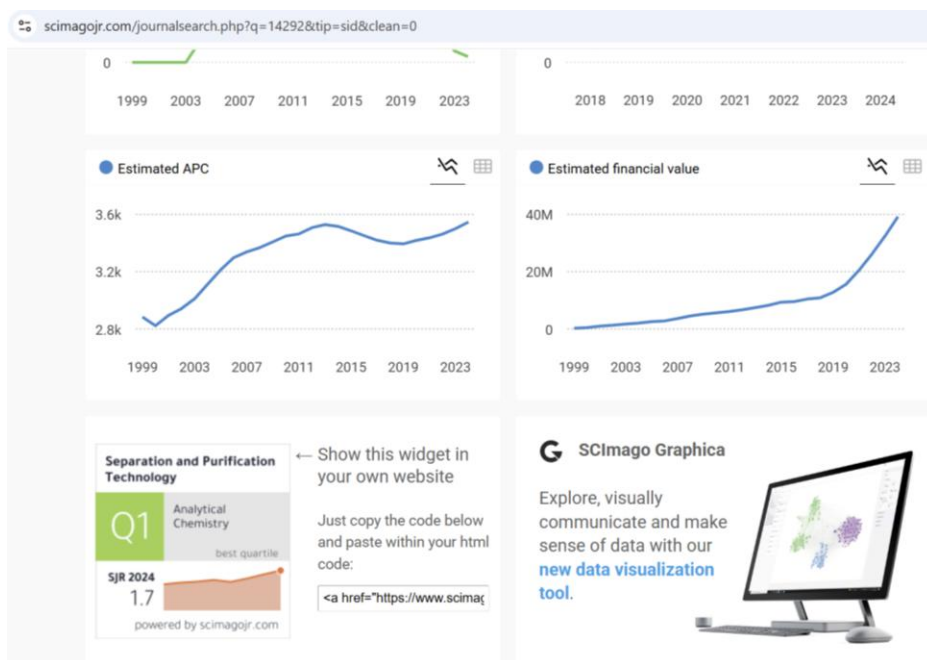 scimagojr.com/journalsearch.php?q=14292&tip=sid&clean=0
0
1999 2003 2007 2011 2015 2019 2023
0
2018 2019 2020 2021 2022 2023 2024
Estimated APC
3.6k
3.2k
2.8k
1999 2003 2007 2011 2015 2019 2023
Estimated financial value
40M
20M
0
1999 2003 2007 2011 2015 2019 2023
Separation and Purification
Technology
Q1
Analytical
Chemistry
best quartile
SJR 2024
1.7
powered by scimagojr.com
← Show this widget in
your own website
Just copy the code below
and paste within your html
code:
<a href="https://www.scimag
SCImago Graphica
Explore, visually
communicate and make
sense of data with our
new data visualization
tool.